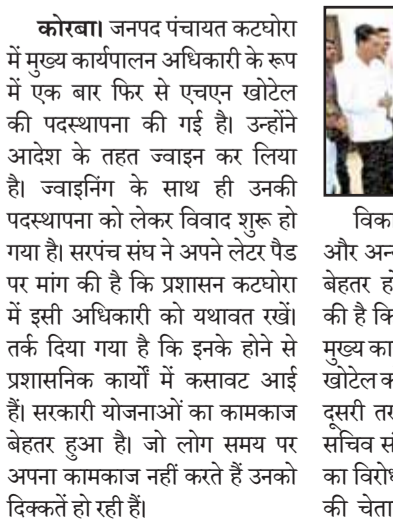 कोरबा। जनपद पंचायत कटघोरा
में मुख्य कार्यपालन अधिकारी के रूप
में एक बार फिर से एचएन खोटेल
की पदस्थापना की गई है। उन्होंने
आदेश के तहत ज्वाइन कर लिया
है। ज्वाइनिंग के साथ ही उनकी
पदस्थापना को लेकर विवाद शुरू हो
गया है। सरपंच संघ ने अपने लेटर पैड
पर मांग की है कि प्रशासन कटघोरा
में इसी अधिकारी को यथावत रखें।
तर्क दिया गया है कि इनके होने से
प्रशासनिक कार्यों में कसावट आई
हैं। सरकारी योजनाओं का कामकाज
बेहतर हुआ है। जो लोग समय पर
अपना कामकाज नहीं करते हैं उनको
दिक्कतें हो रही हैं।
और
बेहतर
की है कि
मुख्य
खोटेल
दूसरी
सचिव
का
की